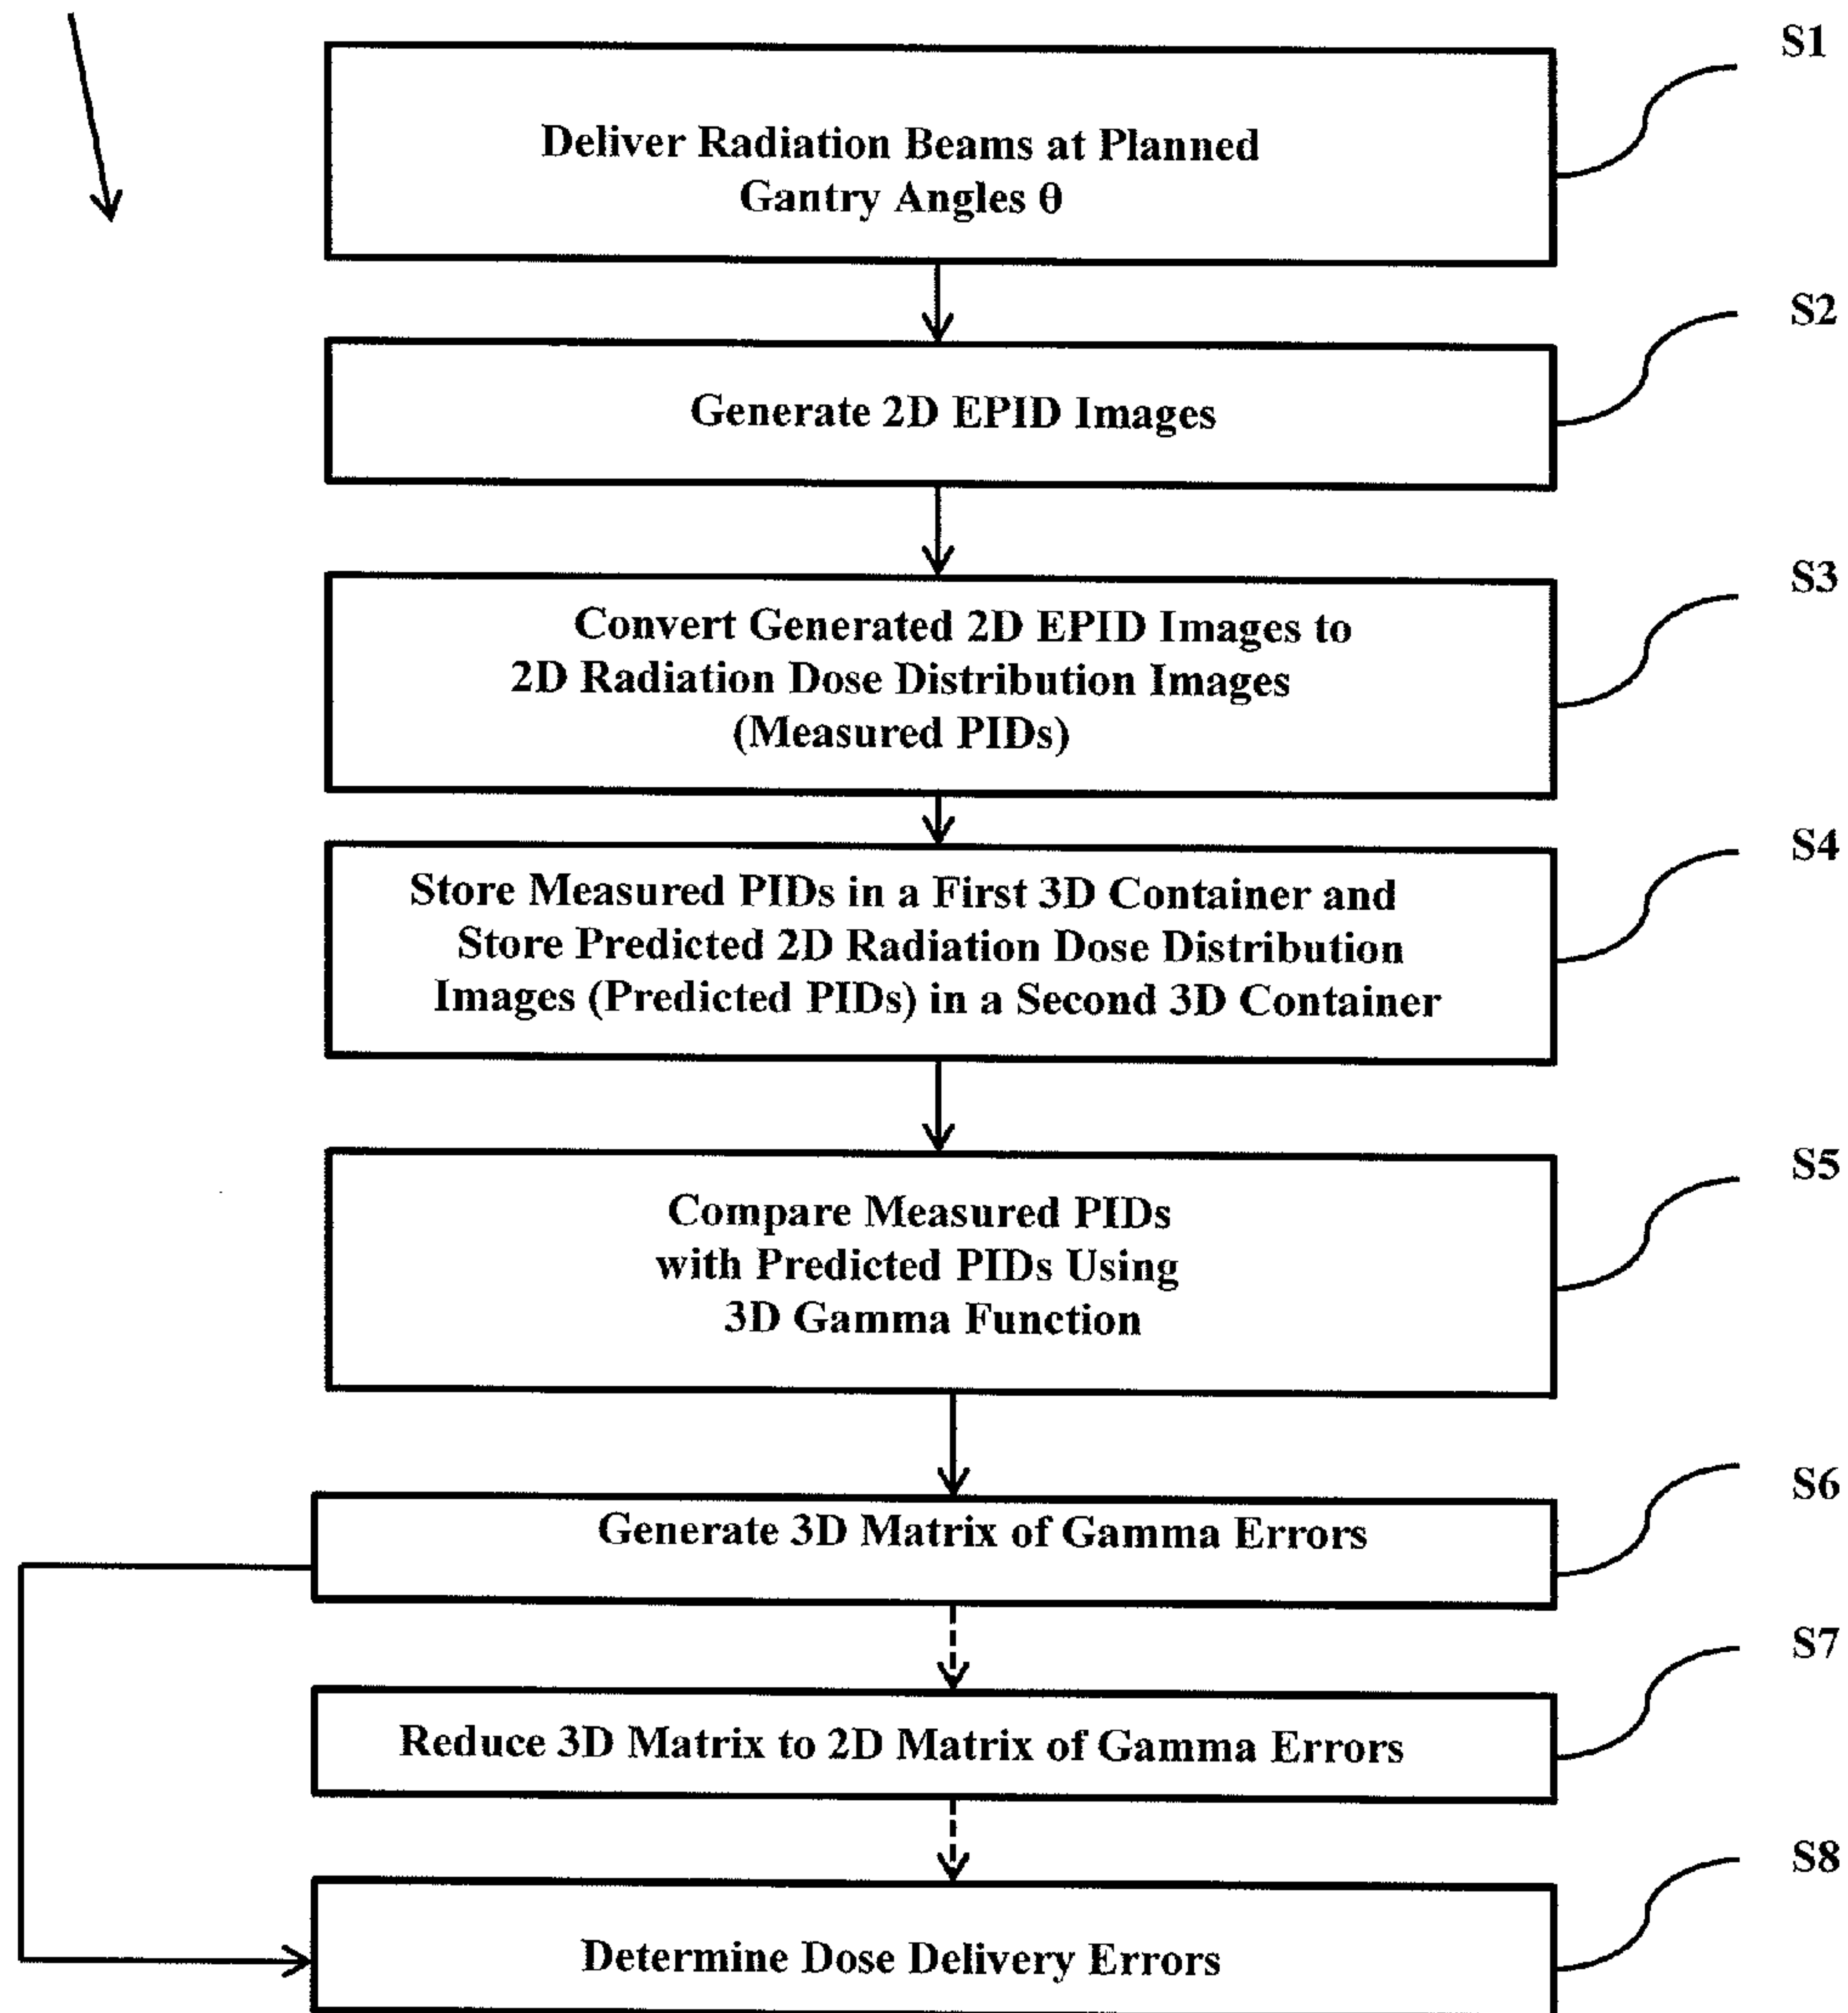 S1
Deliver Radiation Beams at Planned
Gantry Angles θ
S2
Generate 2D EPID Images
S3
Convert Generated 2D EPID Images to
2D Radiation Dose Distribution Images
(Measured PIDs)
S4
Store Measured PIDs in a First 3D Container and
Store Predicted 2D Radiation Dose Distribution
Images (Predicted PIDs) in a Second 3D Container
S5
Compare Measured PIDs
with Predicted PIDs Using
3D Gamma Function
S6
Generate 3D Matrix of Gamma Errors
S7
Reduce 3D Matrix to 2D Matrix of Gamma Errors
S8
Determine Dose Delivery Errors